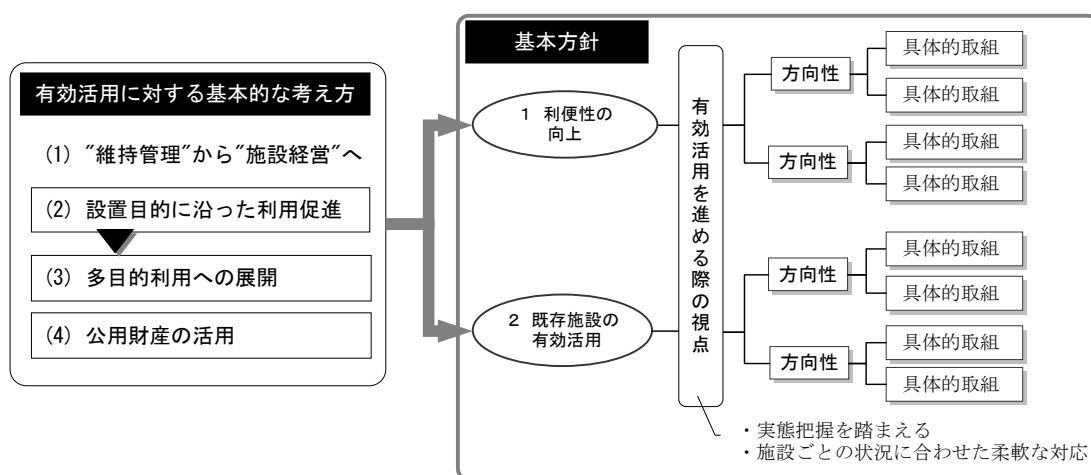 有効活用に対する基本的な考え方
(1) ″維持管理″から″施設経営″へ
(2) 設置目的に沿った利用促進
(3) 多目的利用への展開
(4) 公用財産の活用
基本方針
1 利便性の
向上
2 既存施設の
有効活用
有効活用を進める際の視点
方向性
具体的取組
具体的取組
方向性
具体的取組
具体的取組
方向性
具体的取組
具体的取組
方向性
具体的取組
具体的取組
・実態把握を踏まえる
・施設ごとの状況に合わせた柔軟な対応